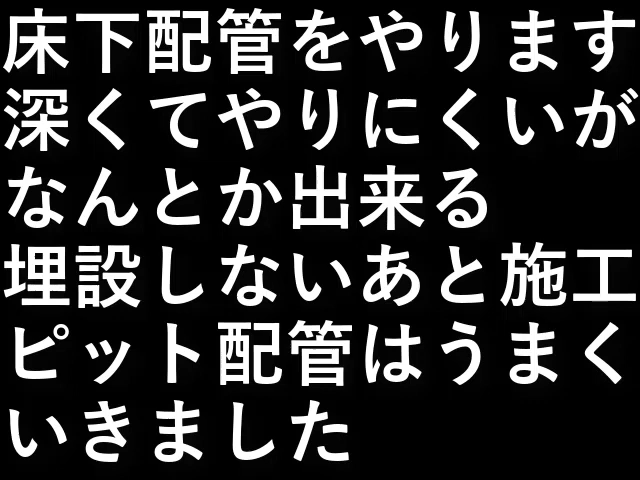 床下配管をやります
深くてやりにくいが
なんとか出来る
埋設しないあと施工
ピット配管はうまく
いきました